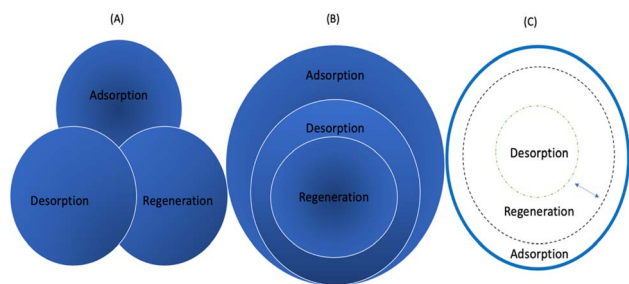 (A)
(B)
(C)
Adsorption
Desorption
Regeneration
Adsorption
Desorption
Regeneration
Desorption
Regeneration
Adsorption